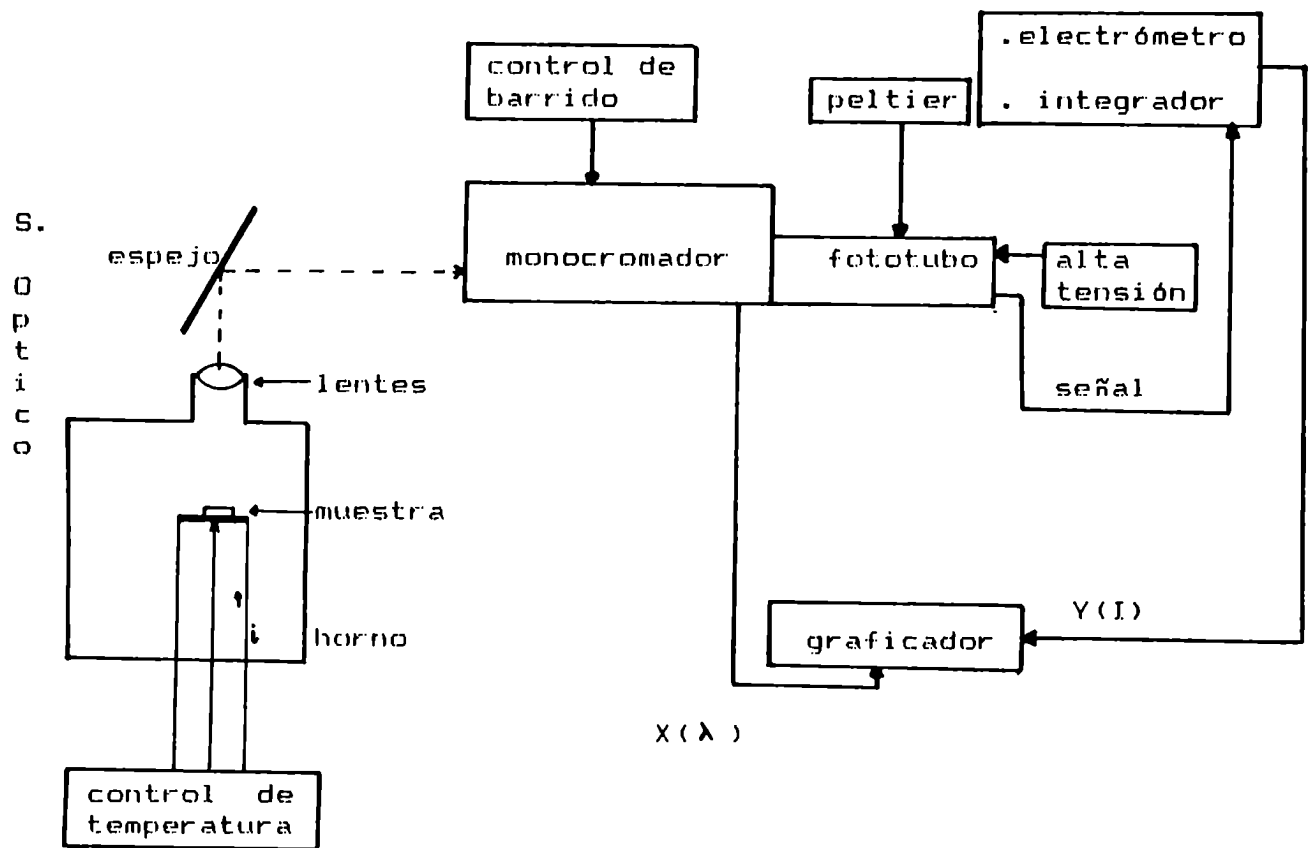 .electrómetro
. integrador
control de
barrido
peltier
S. Optico
espejo
monocromador
fototubo
alta
tensión
lentes
señal
muestra
i
horno
Y(I)
graficador
X(λ)
control de
temperatura